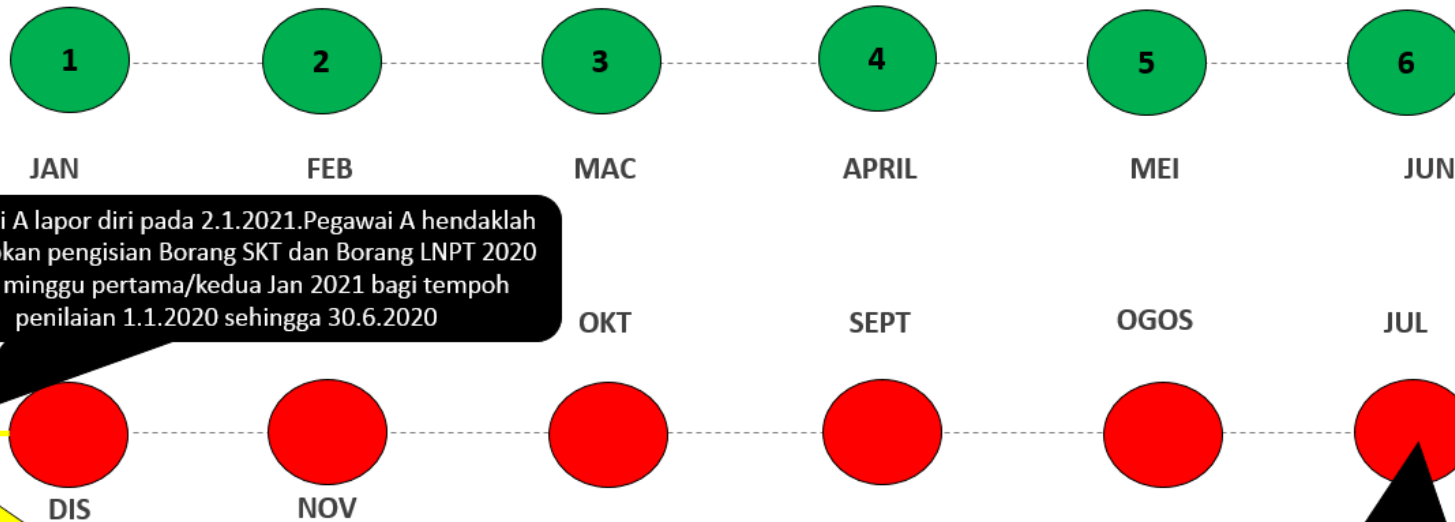 1 2 3 4 5 6
JAN FEB MAC APRIL MEI JUN
i A lapor diri pada 2.1.2021.Pegawai A hendaklah
kan pengisian Borang SKT dan Borang LNPT 2020
minggu pertama/kedua Jan 2021 bagi tempoh
penilaian 1.1.2020 sehingga 30.6.2020
OKT SEPT OGOS JUL
DIS NOV